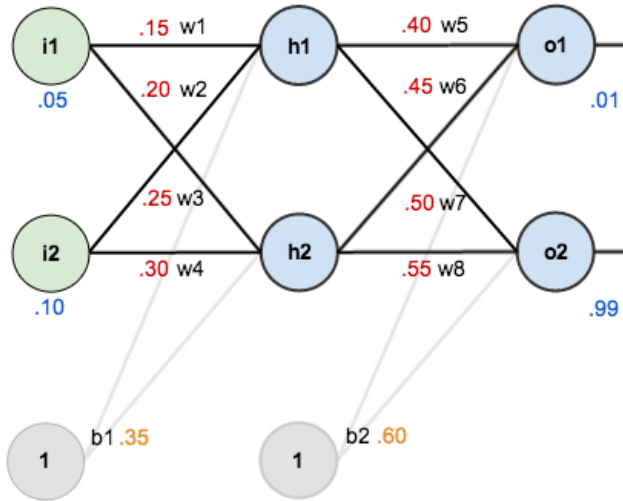 .15 w1
.40 w5
i1
h1
o1
.05
.20 w2
.45 w6
.01
.25 w3
.50 w7
i2
h2
o2
.30 w4
.55 w8
.10
.99
b1 .35
b2 .60
1
1